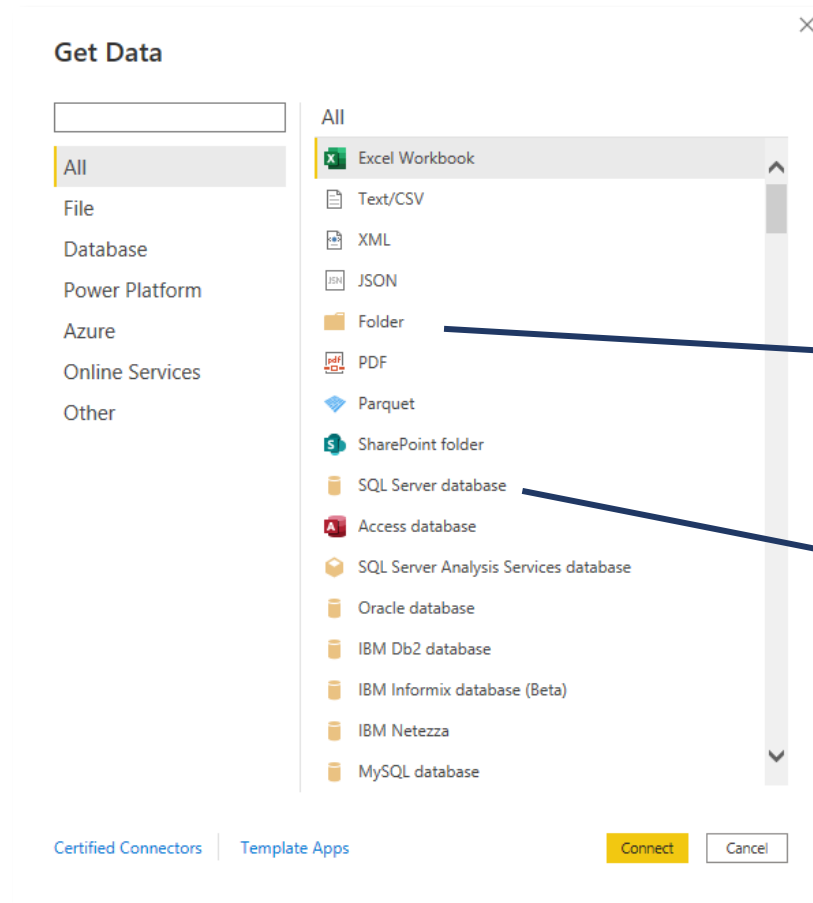 Get Data
All
File
Database
Power Platform
Azure
Online Services
Other
All
Excel Workbook
Text/CSV
XML
JSN JSON
Folder
pdf PDF
Parquet
S SharePoint folder
SQL Server database
A Access database
SQL Server Analysis Services database
Oracle database
IBM Db2 database
IBM Informix database (Beta)
IBM Netezza
MySQL database
Certified Connectors
Template Apps
Connect
Cancel